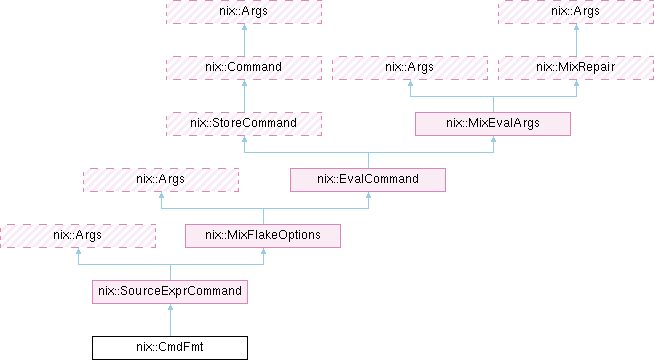 nix::Args
nix::Args
nix::Command
nix::Args
nix::MixRepair
nix::StoreCommand
nix::MixEvalArgs
nix::Args
nix::EvalCommand
nix::Args
nix::MixFlakeOptions
nix::SourceExprCommand
nix::CmdFmt